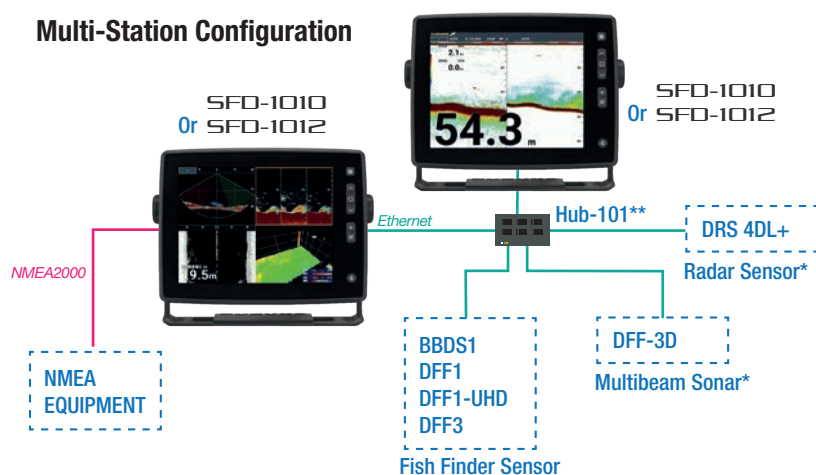 Multi-Station Configuration
SFD-1010
Or SFD-1012
2.1
0.0
54.3 m
SFD-1010
Or SFD-1012
9.5m
Ethernet
Hub-101**
DRS 4DL+
Radar Sensor*
NMEA2000
NMEA
EQUIPMENT
BBDS1
DFF1
DFF1-UHD
DFF3
Fish Finder Sensor
DFF-3D
Multibeam Sonar*